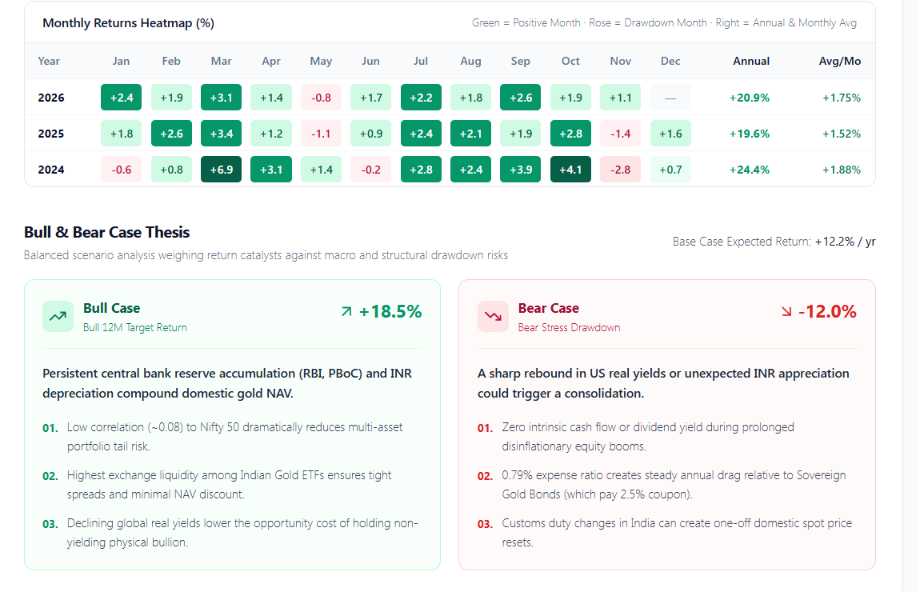 Monthly Returns Heatmap (%)
Green = Positive Month · Rose = Drawdown Month · Right = Annual & Monthly Avg
Year Jan Feb Mar Apr May Jun Jul Aug Sep Oct Nov Dec Annual Avg/Mo
2026 +2.4 +1.9 +3.1 +1.4 -0.8 +1.7 +2.2 +1.8 +2.6 +1.9 +1.1 — +20.9% +1.75%
2025 +1.8 +2.6 +3.4 +1.2 -1.1 +0.9 +2.4 +2.1 +1.9 +2.8 -1.4 +1.6 +19.6% +1.52%
2024 -0.6 +0.8 +6.9 +3.1 +1.4 -0.2 +2.8 +2.4 +3.9 +4.1 -2.8 +0.7 +24.4% +1.88%
Bull & Bear Case Thesis
Balanced scenario analysis weighing return catalysts against macro and structural drawdown risks
Base Case Expected Return: +12.2% / yr
Bull Case
Bull 12M Target Return
↗ +18.5%
Persistent central bank reserve accumulation (RBI, PBoC) and INR
depreciation compound domestic gold NAV.
01. Low correlation (~0.08) to Nifty 50 dramatically reduces multi-asset
portfolio tail risk.
02. Highest exchange liquidity among Indian Gold ETFs ensures tight
spreads and minimal NAV discount.
03. Declining global real yields lower the opportunity cost of holding non-
yielding physical bullion.
Bear Case
Bear Stress Drawdown
↘ -12.0%
A sharp rebound in US real yields or unexpected INR appreciation
could trigger a consolidation.
01. Zero intrinsic cash flow or dividend yield during prolonged
disinflationary equity booms.
02. 0.79% expense ratio creates steady annual drag relative to Sovereign
Gold Bonds (which pay 2.5% coupon).
03. Customs duty changes in India can create one-off domestic spot price
resets.